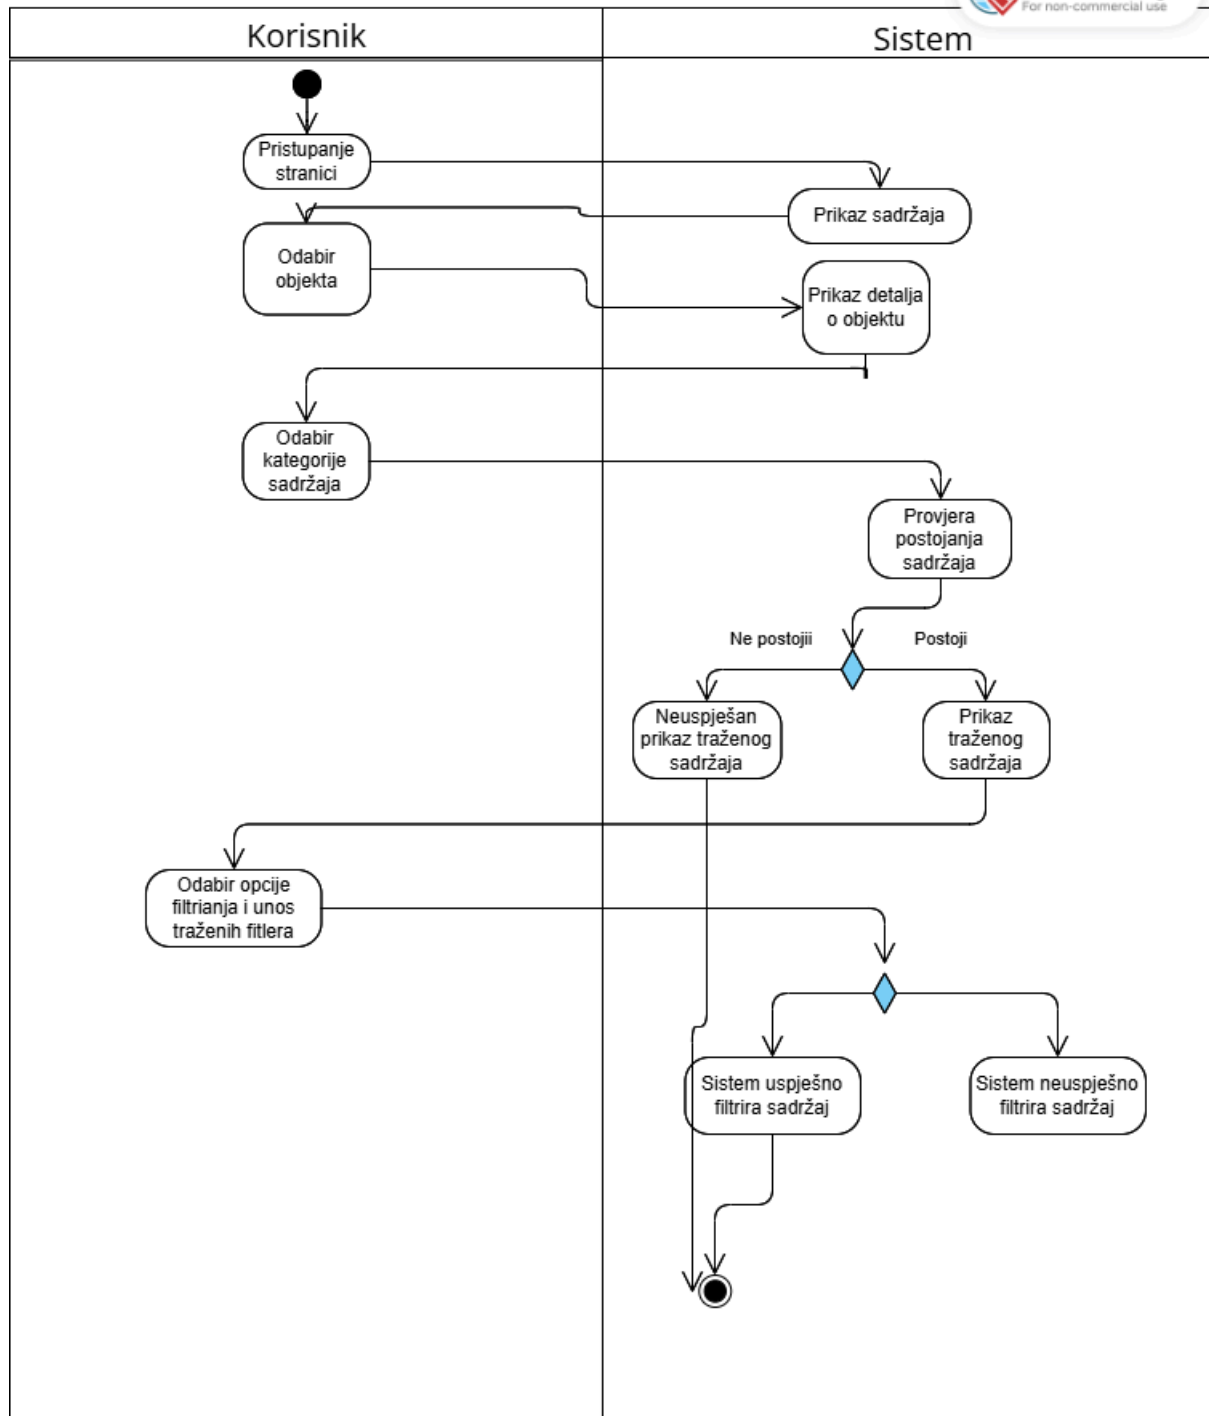 For non-commercial use
Korisnik
Sistem
Pristupanje
stranici
Prikaz sadržaja
Odabir
objekta
Prikaz detalja
o objektu
Odabir
kategorije
sadržaja
Provjera
postojanja
sadržaja
Ne postojii
Postoji
Neuspješan
prikaz traženog
sadržaja
Prikaz
traženog
sadržaja
Odabir opcije
filtrianja i unos
traženih fitlera
Sistem uspješno
filtrira sadržaj
Sistem neuspješno
filtrira sadržaj